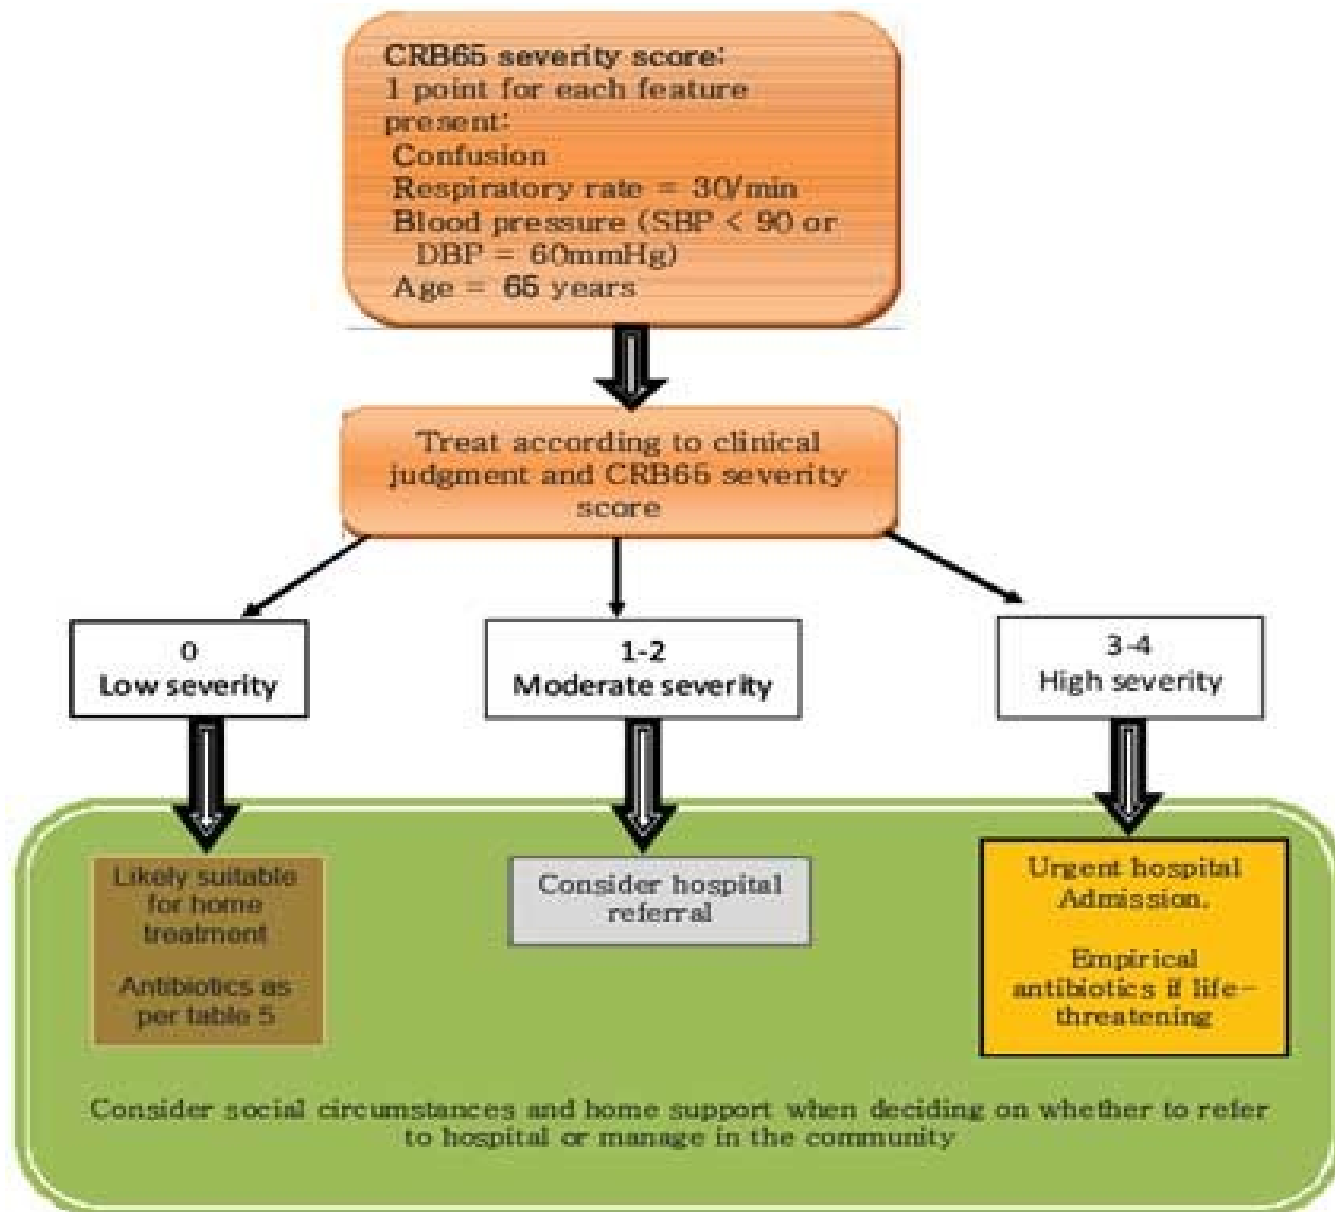 CRB65 severity score:
1 point for each feature
present:
Confusion
Respiratory rate = 30/min
Blood pressure (SBP < 90 or
DBP = 60mmHg)
Age = 65 years
Treat according to clinical
judgment and CRB65 severity
score
0
Low severity
1-2
Moderate severity
3-4
High severity
Likely suitable
for home
treatment
Antibiotics as
per table 5
Consider hospital
referral
Urgent hospital
Admission.
Empirical
antibiotics if life-
threatening
Consider social circumstances and home support when deciding on whether to refer
to hospital or manage in the community